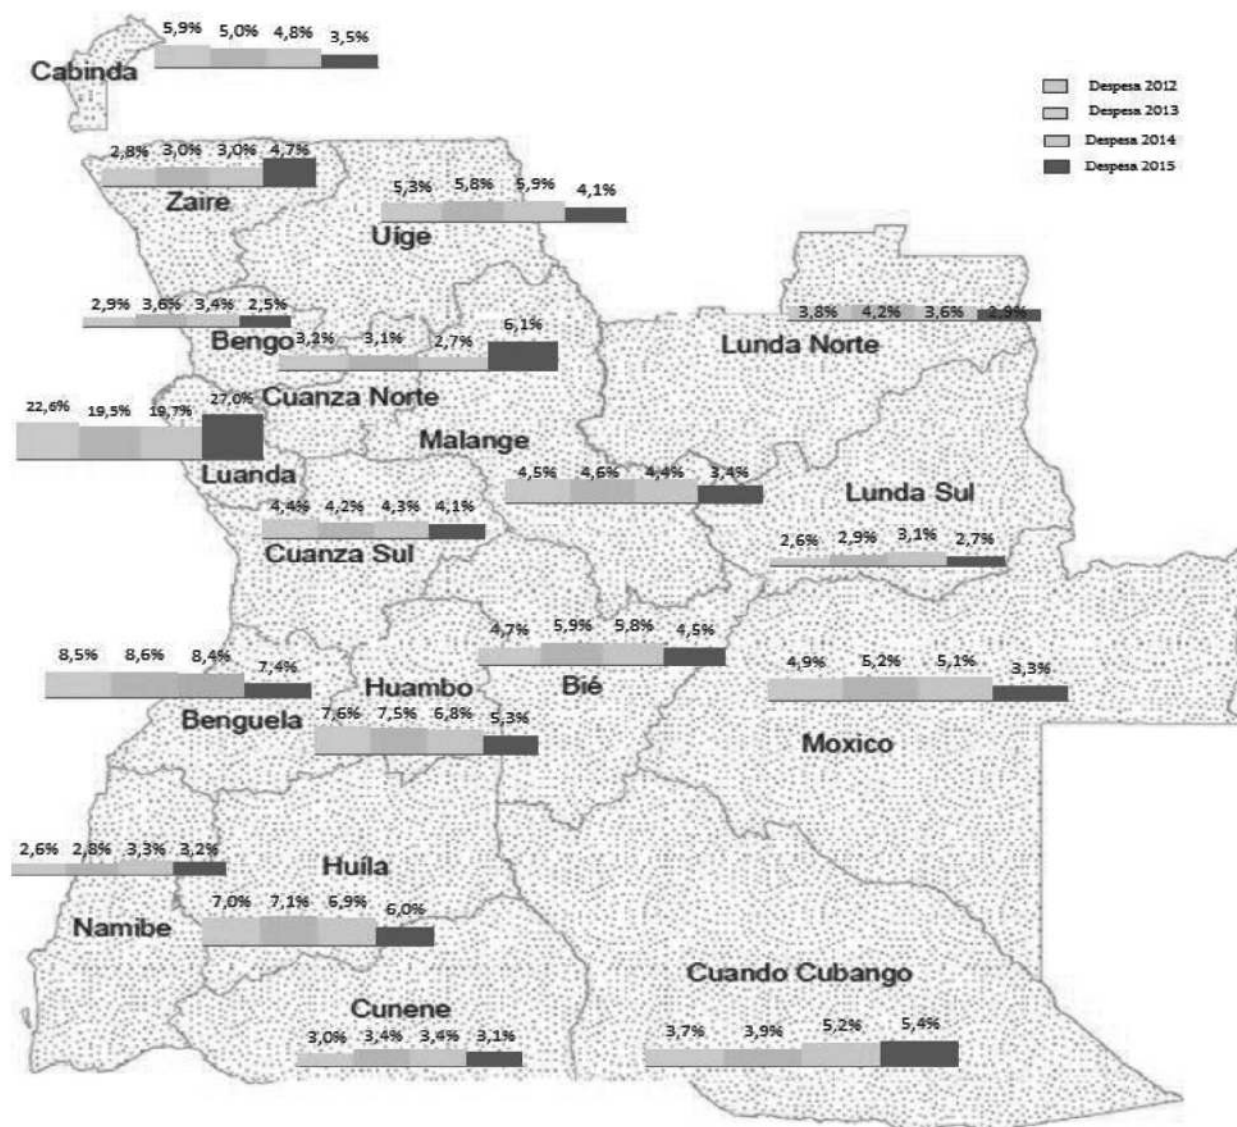 5,9% 5,0% 4,8% 3,5%
Cabinda
Despesa 2012
Despesa 2013
Despesa 2014
Despesa 2015
2,8% 3,0% 3,0% 4,7%
Zaire
5,3% 5,8% 5,9% 4,1%
Uíge
2,9% 3,6% 3,4% 2,5%
Bengo
3,8% 4,2% 3,6% 2,9%
Lunda Norte
3,2% 3,1% 2,7% 6,1%
Cuanza Norte
22,6% 19,5% 19,7% 27,0%
Luanda
Malange
4,5% 4,6% 4,4% 3,4%
Lunda Sul
2,6% 2,9% 3,1% 2,7%
4,4% 4,2% 4,3% 4,1%
Cuanza Sul
4,7% 5,9% 5,8% 4,5%
Bié
8,5% 8,6% 8,4% 7,4%
Benguela
Huambo
7,6% 7,5% 6,8% 5,3%
4,9% 5,2% 5,1% 3,3%
Moxico
2,6% 2,8% 3,3% 3,2%
Namibe
Huíla
7,0% 7,1% 6,9% 6,0%
Cunene
3,0% 3,4% 3,4% 3,1%
Cuando Cubango
3,7% 3,9% 5,2% 5,4%